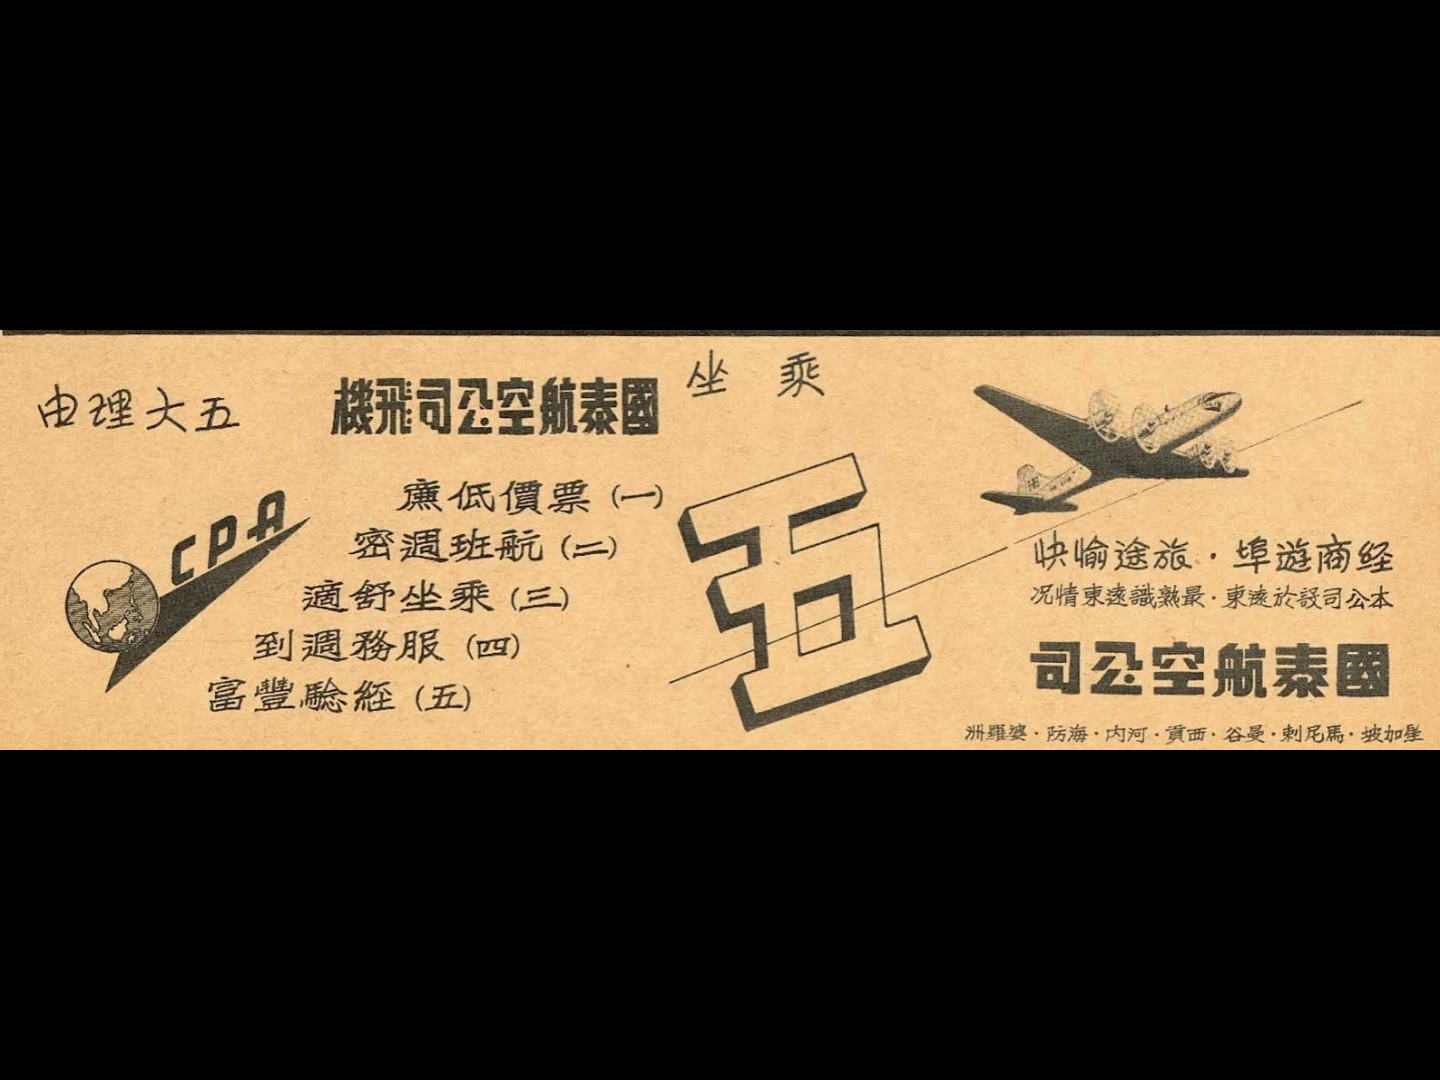 乘坐
國泰航空公司飛機
五大理由
(一)票價低廉
(二)航班週密
(三)乘坐舒適
(四)服務週到
(五)經驗豐富
五
CPA
经商遊埠·旅途愉快
本公司設於遠東·最熟識遠東情况
國泰航空公司
星加坡·馬尼剌·曼谷·西貢·河内·海防·婆羅洲